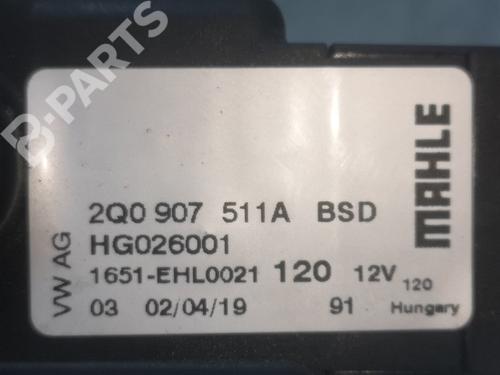 B-PARTS
VW AG
2Q0 907 511A BSD
HG026001
1651-EHL0021 120 12V 120
03 02/04/19 91 Hungary
MAHLE